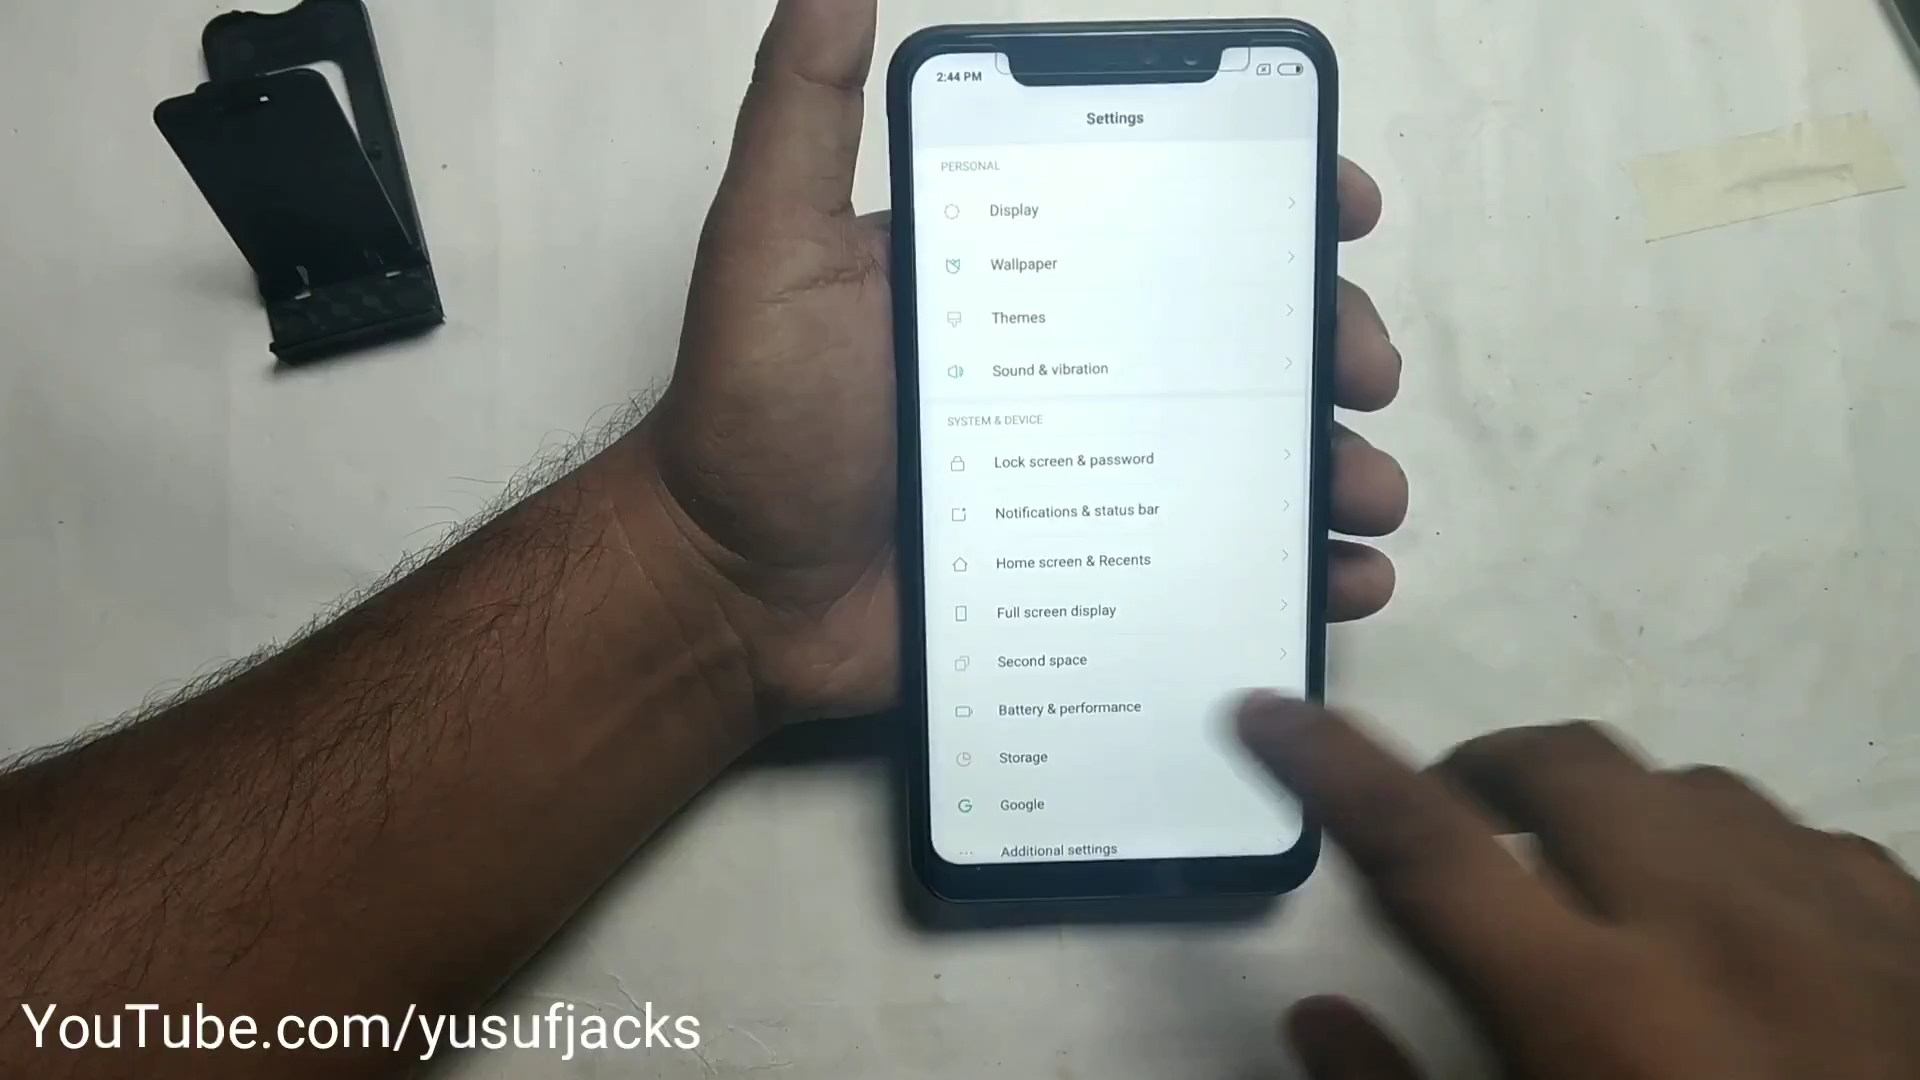 2:44 PM
Settings
PERSONAL
Display
Wallpaper
Themes
Sound & vibration
SYSTEM & DEVICE
Lock screen & password
Notifications & status bar
Home screen & Recents
Full screen display
Second space
Battery & performance
Storage
Google
Additional settings
YouTube.com/yusufjacks